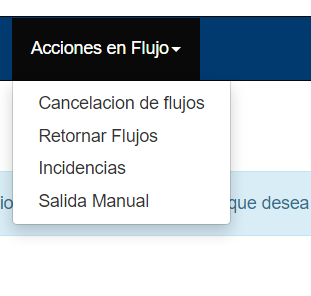 Acciones en Flujo
Cancelacion de flujos
Retornar Flujos
Incidencias
Salida Manual
que desea